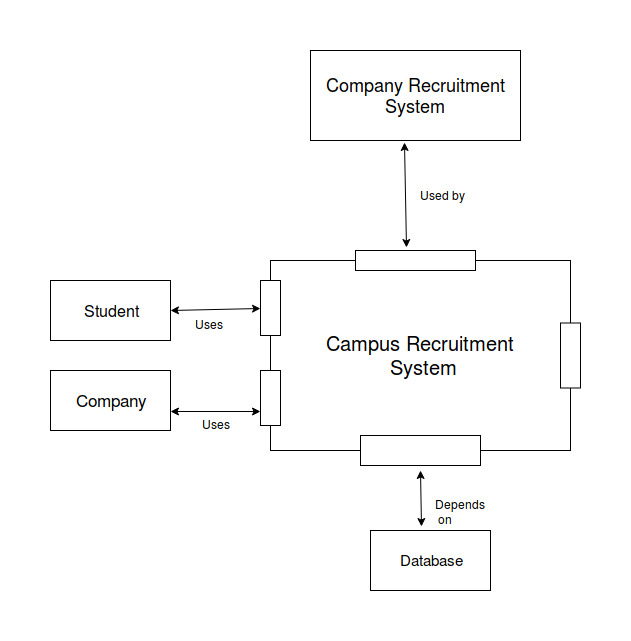 Company Recruitment
System
Used by
Student
Uses
Campus Recruitment
System
Company
Uses
Depends
on
Database